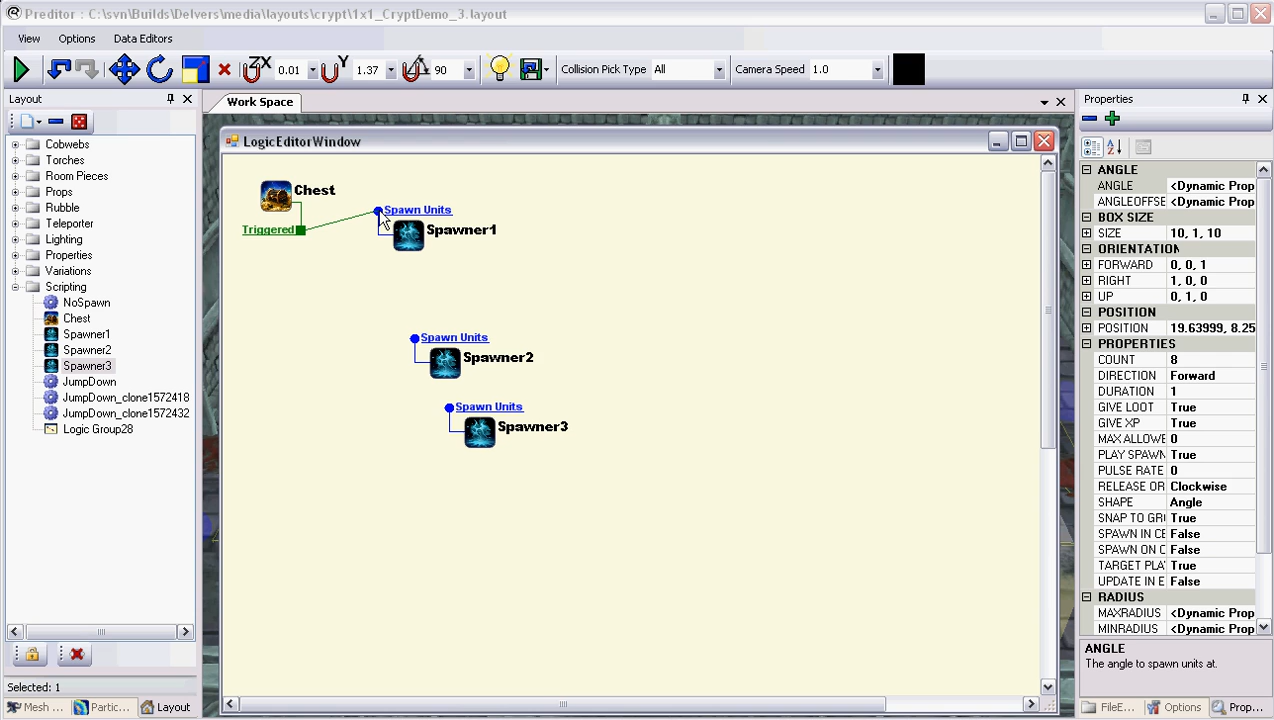 Preditor : C:\svn\Builds\Delvers\media\layouts\crypt\1x1_CryptDemo_3.layout
View Options Data Editors
ZX 0.01 Y 1.37 90 Collision Pick Type All Camera Speed 1.0
Layout
Cobwebs
Torches
Room Pieces
Props
Rubble
Teleporter
Lighting
Properties
Variations
Scripting
NoSpawn
Chest
Spawner1
Spawner2
Spawner3
JumpDown
JumpDown_clone1572418
JumpDown_clone1572432
Logic Group28
Selected: 1
Mesh ... Partic... Layout
Work Space
LogicEditorWindow
Chest
Triggered
Spawn Units
Spawner1
Spawn Units
Spawner2
Spawn Units
Spawner3
Properties
ANGLE
ANGLE <Dynamic Prop
ANGLEOFFSE <Dynamic Prop
BOX SIZE
SIZE 10, 1, 10
ORIENTATION
FORWARD 0, 0, 1
RIGHT 1, 0, 0
UP 0, 1, 0
POSITION
POSITION 19.63999, 8.25
PROPERTIES
COUNT 8
DIRECTION Forward
DURATION 1
GIVE LOOT True
GIVE XP True
MAX ALLOWE 0
PLAY SPAWN True
PULSE RATE 0
RELEASE OR Clockwise
SHAPE Angle
SNAP TO GR True
SPAWN IN CE False
SPAWN ON C False
TARGET PLA True
UPDATE IN E False
RADIUS
MAXRADIUS <Dynamic Prop
MINRADIUS <Dynamic Prop
ANGLE
The angle to spawn units at.
FileE... Options Prop...